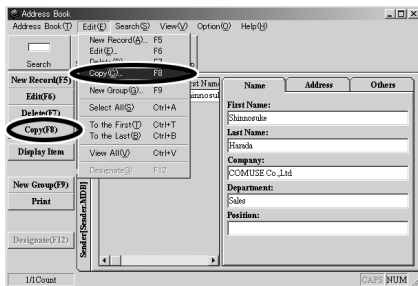 Address Book
Address Book(T) Edit(E) Search(S) View(V) Option(O) Help(H)
New Record(A)... F5
Edit(E)... F6
F7
Copy(C)... F8
New Group(G)... F9
Select All(S) Ctrl+A
To the First(T) Ctrl+T
To the Last(B) Ctrl+B
View All(V) Ctrl+V
Designate(J) F12
Search
New Record(F5)
Edit(F6)
Delete(F7)
Copy(F8)
Display Item
New Group(F9)
Print
Designate(F12)
Sender[Sender.MDB]
Name Address Others
First Name:
Shinnosuke
Last Name:
Harada
Company:
COMUSE Co.,Ltd
Department:
Sales
Position:
1/1Count
CAPS NUM